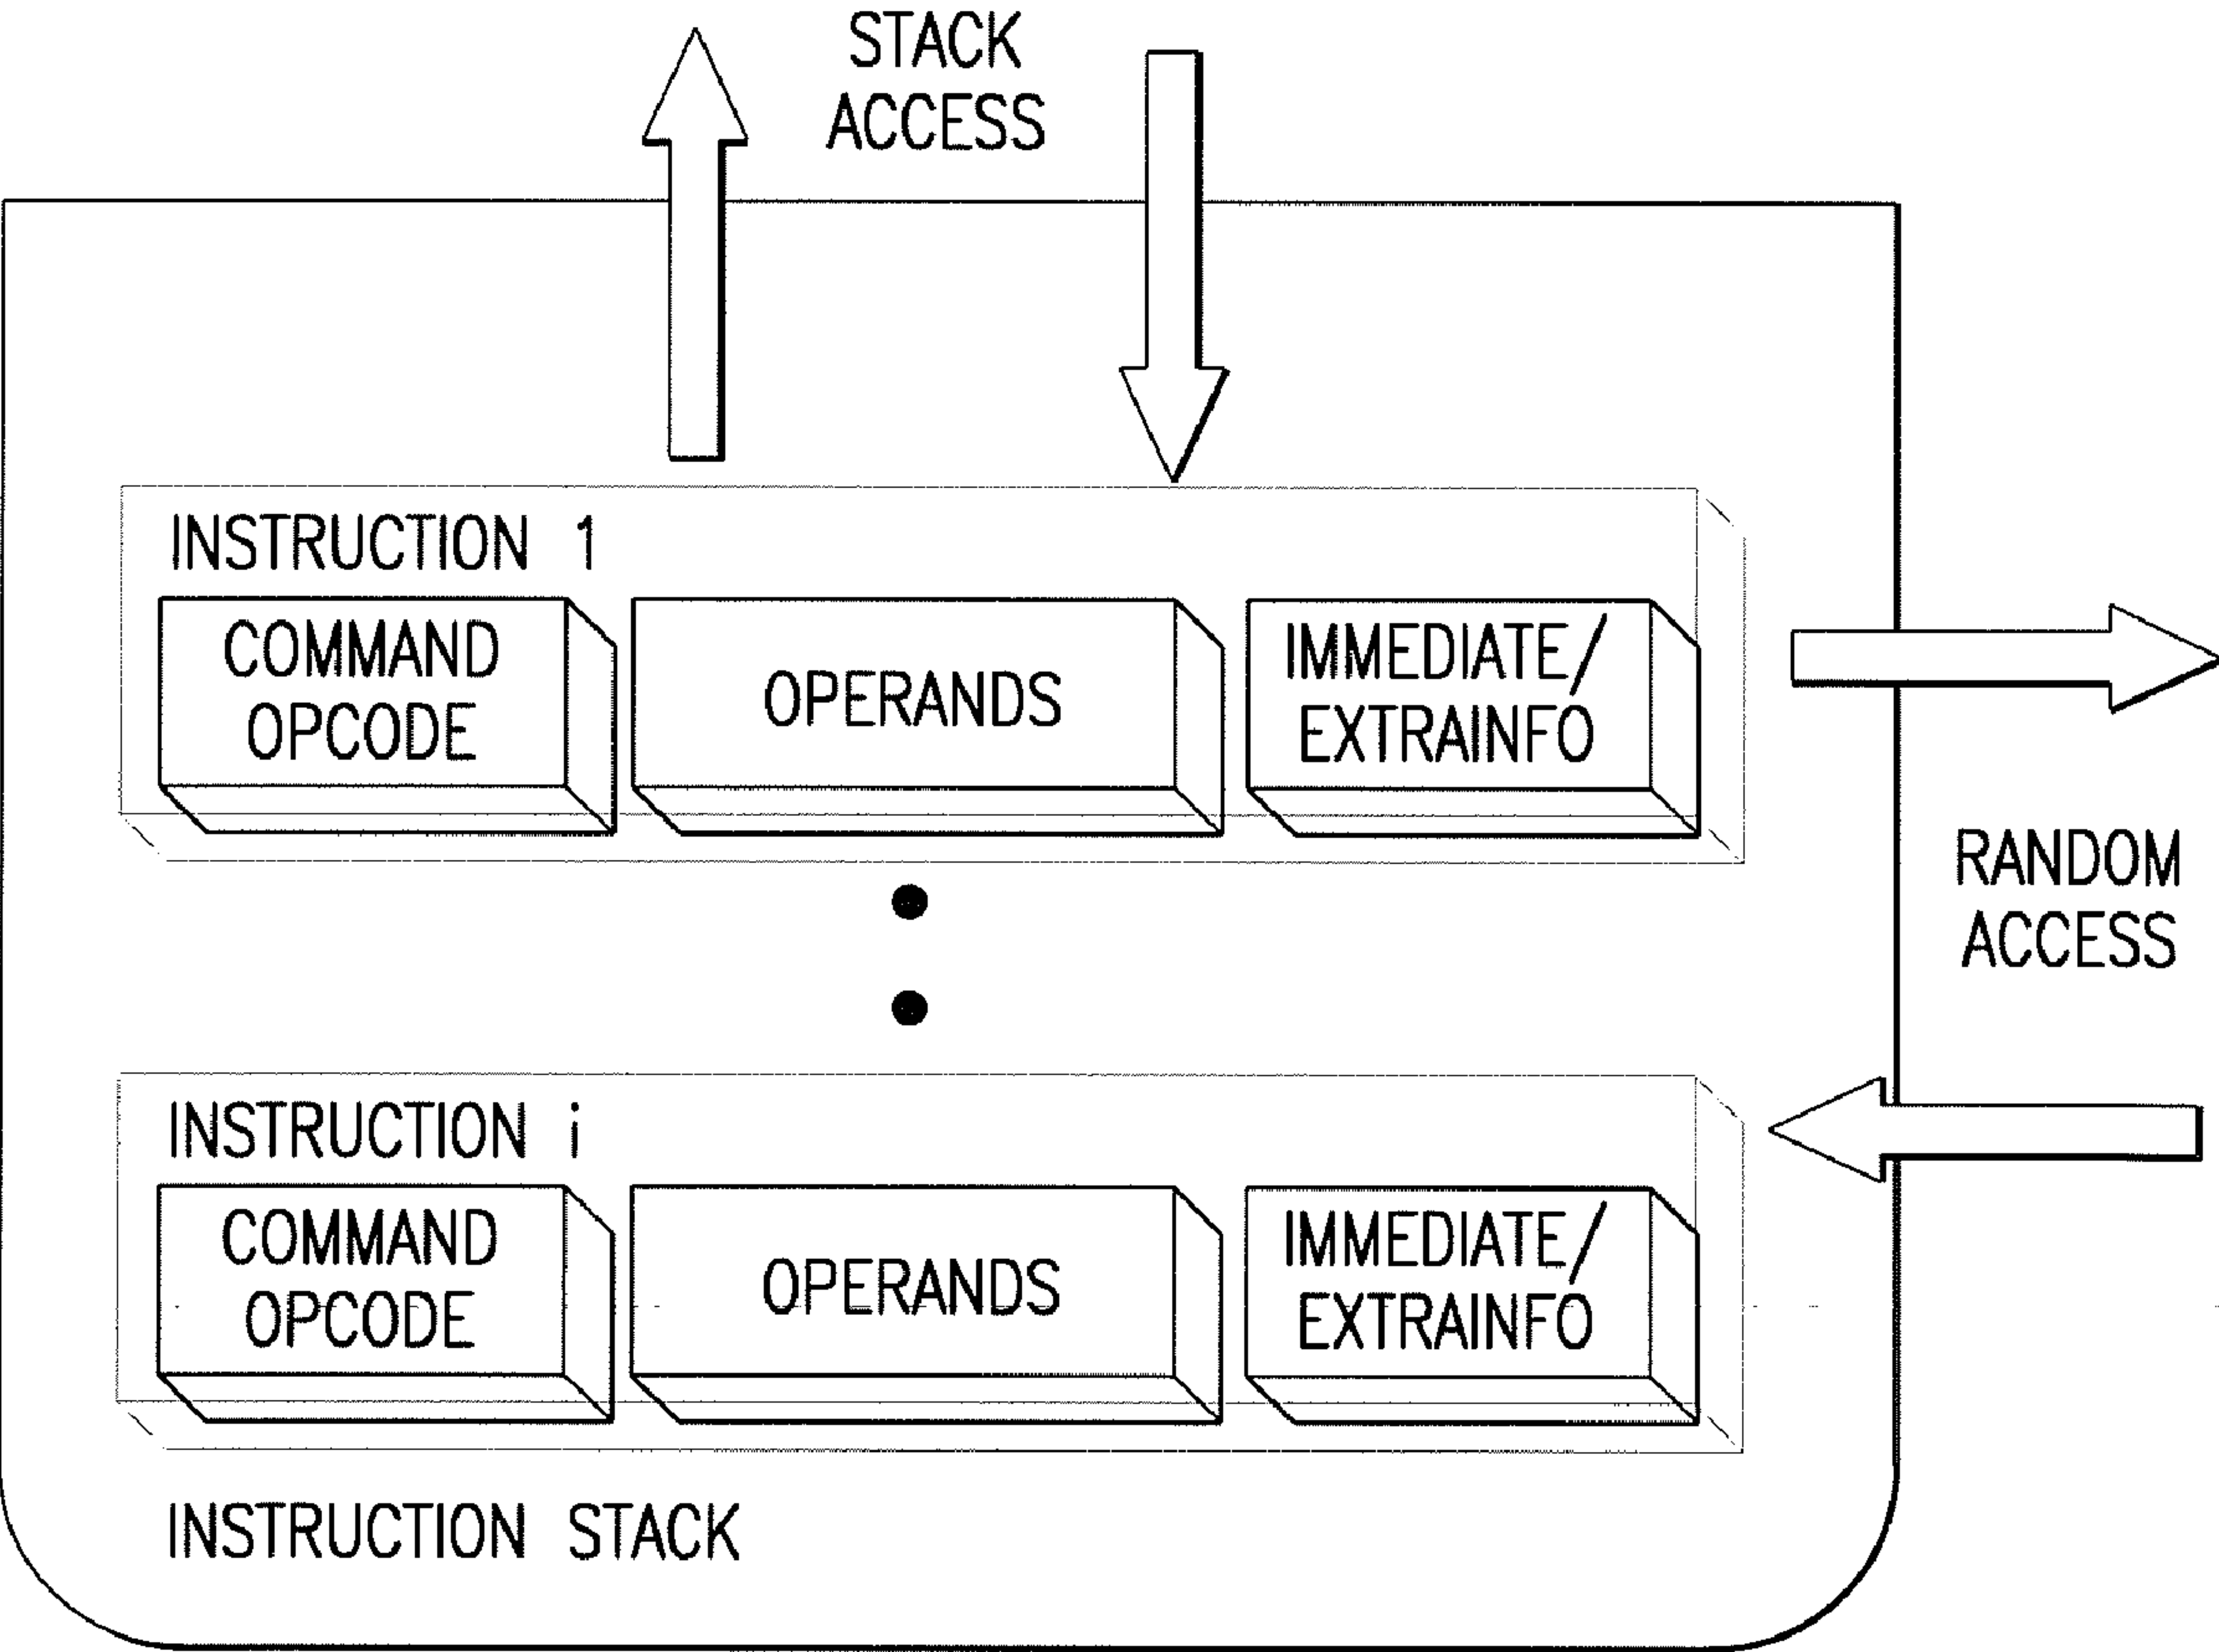 STACK
ACCESS
INSTRUCTION 1
COMMAND
OPCODE
OPERANDS
IMMEDIATE/
EXTRAINFO
RANDOM
ACCESS
INSTRUCTION i
COMMAND
OPCODE
OPERANDS
IMMEDIATE/
EXTRAINFO
INSTRUCTION STACK